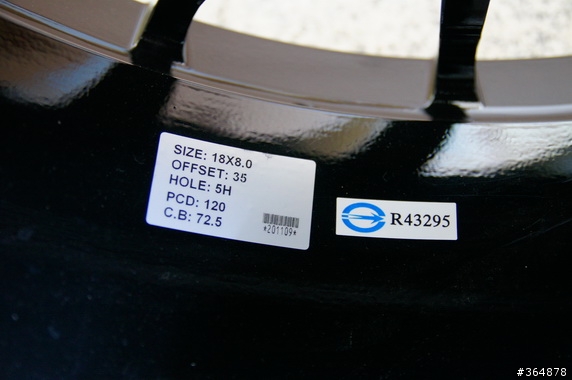 SIZE: 18X8.0
OFFSET: 35
HOLE: 5H
PCD: 120
C.B: 72.5
*201109*
R43295
#364878